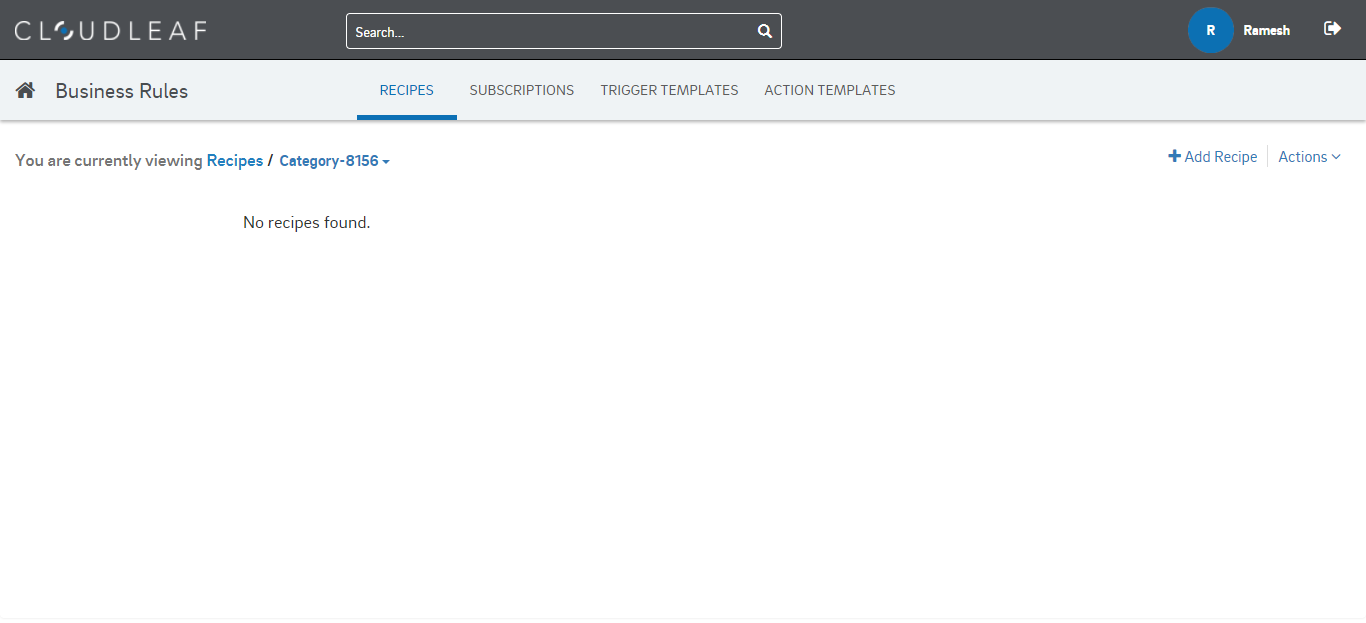 CLOUDLEAF
Search...
R
Ramesh
Business Rules
RECIPES
SUBSCRIPTIONS
TRIGGER TEMPLATES
ACTION TEMPLATES
You are currently viewing Recipes / Category-8156
Add Recipe
Actions
No recipes found.